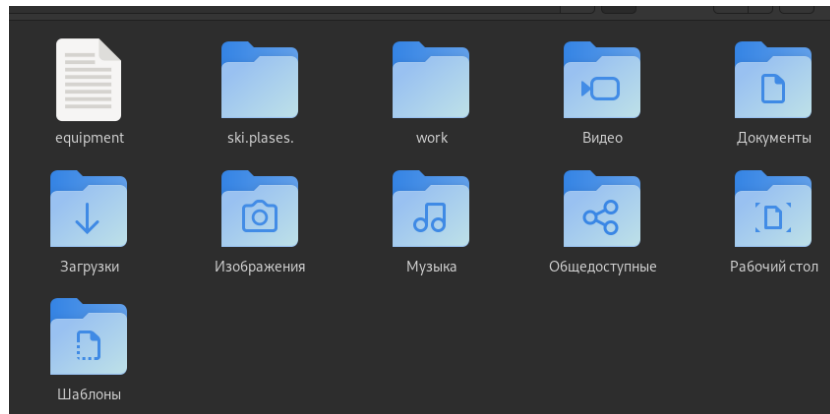 equipment
ski.plases.
work
Видео
Документы
Загрузки
Изображения
Музыка
Общедоступные
Рабочий стол
Шаблоны